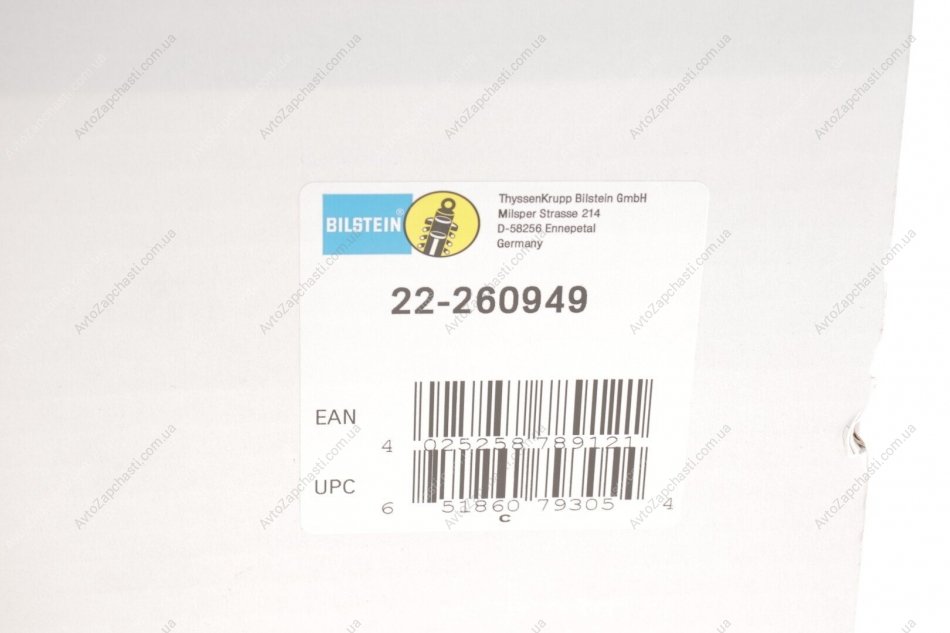 BILSTEIN®
ThyssenKrupp Bilstein GmbH
Milsper Strasse 214
D-58256 Ennepetal
Germany
22-260949
EAN
4 025258 789121
UPC
6 51860 79305 4
C
AvtoZapchasti.com.ua